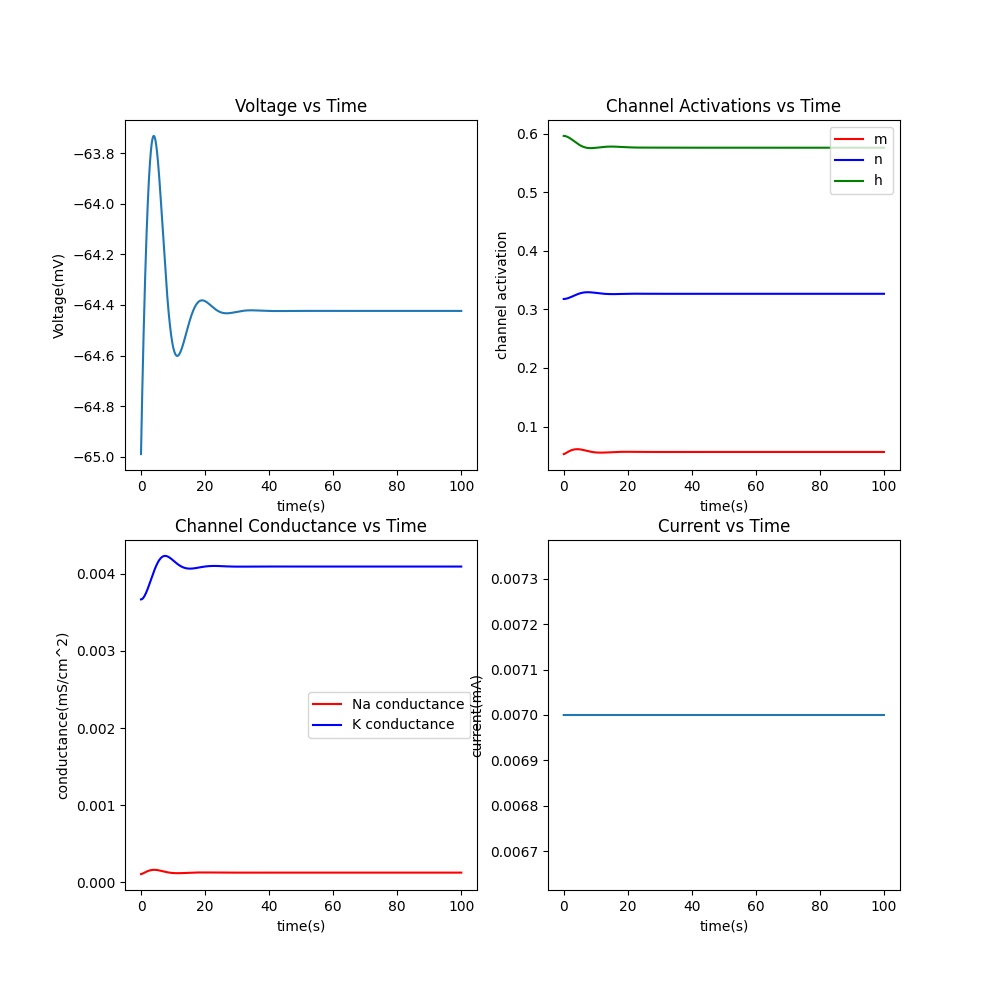 Voltage vs Time
Voltage(mV)
−63.8
−64.0
−64.2
−64.4
−64.6
−64.8
−65.0
0 20 40 60 80 100
time(s)
Channel Activations vs Time
channel activation
0.6
0.5
0.4
0.3
0.2
0.1
m
n
h
0 20 40 60 80 100
time(s)
Channel Conductance vs Time
conductance(mS/cm^2)
0.004
0.003
0.002
0.001
0.000
Na conductance
K conductance
0 20 40 60 80 100
time(s)
Current vs Time
current(mA)
0.0073
0.0072
0.0071
0.0070
0.0069
0.0068
0.0067
0 20 40 60 80 100
time(s)